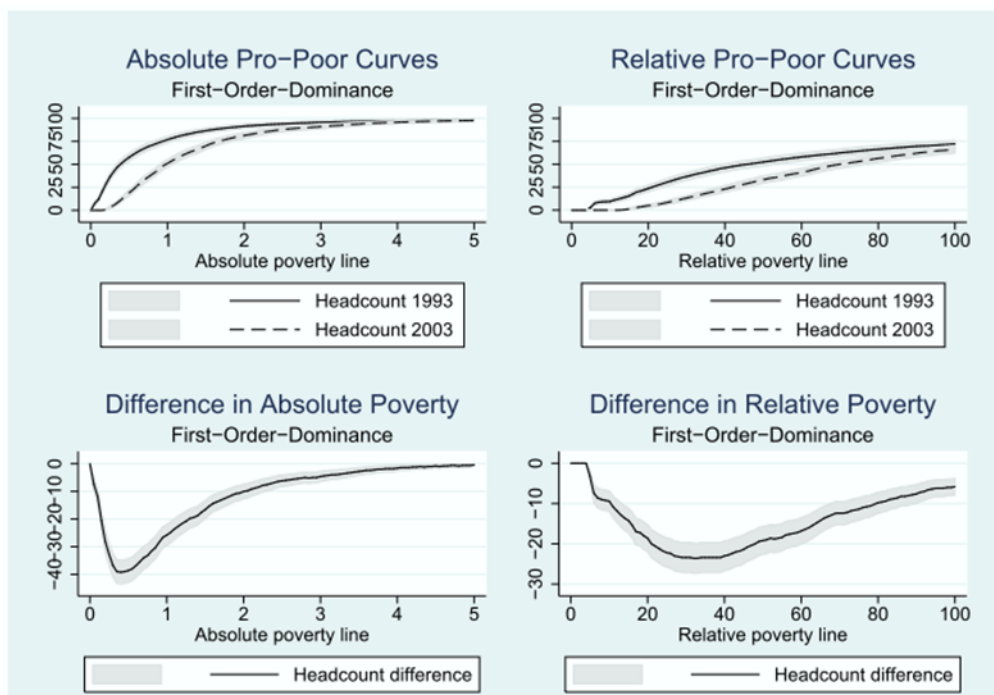 Absolute Pro−Poor Curves
First−Order−Dominance
0 25 50 75100
0 1 2 3 4 5
Absolute poverty line
Headcount 1993
Headcount 2003
Relative Pro−Poor Curves
First−Order−Dominance
0 25 50 75100
0 20 40 60 80 100
Relative poverty line
Headcount 1993
Headcount 2003
Difference in Absolute Poverty
First−Order−Dominance
−40−30−20−10 0
0 1 2 3 4 5
Absolute poverty line
Headcount difference
Difference in Relative Poverty
First−Order−Dominance
−30 −20 −10 0
0 20 40 60 80 100
Relative poverty line
Headcount difference